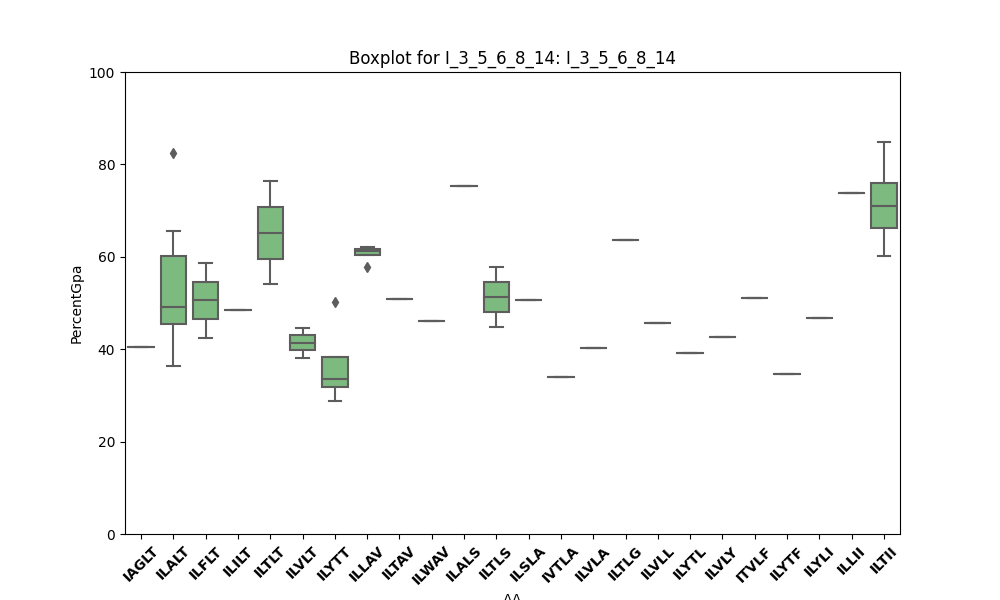 Boxplot for I_3_5_6_8_14: I_3_5_6_8_14
100
80
60
40
20
0
PercentGpa
IAGLT
ILALT
ILFLT
ILILT
ILTLT
ILVLT
ILYTT
ILLAV
ILTAV
ILWAV
ILALS
ILTLS
ILSLA
IVTLA
ILVLA
ILTLG
ILVLL
ILYTL
ILVLY
ITVLF
ILYTF
ILYLI
ILLII
ILTII